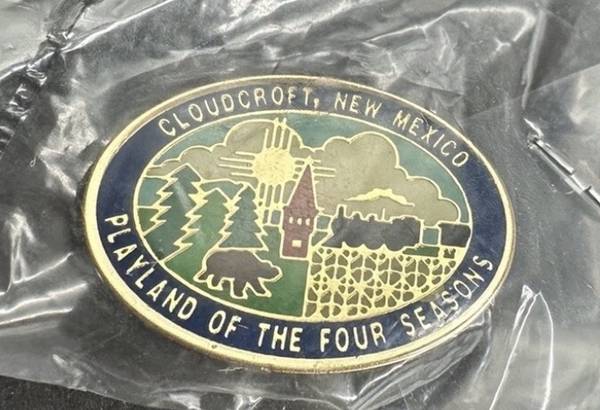 CLOUDCROFT, NEW MEXICO
PLAYLAND OF THE FOUR SEASONS